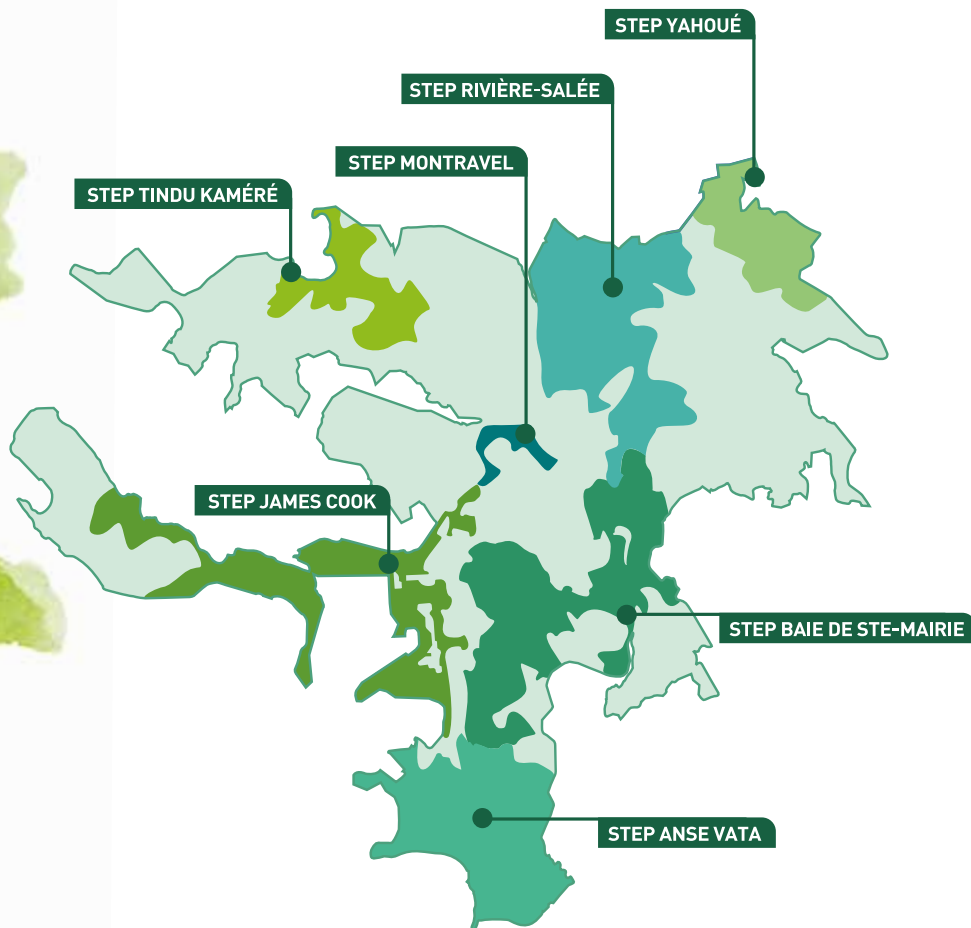 STEP YAHOUÉ
STEP RIVIÈRE-SALÉE
STEP MONTRAVEL
STEP TINDU KAMÉRÉ
STEP JAMES COOK
STEP BAIE DE STE-MAIRIE
STEP ANSE VATA